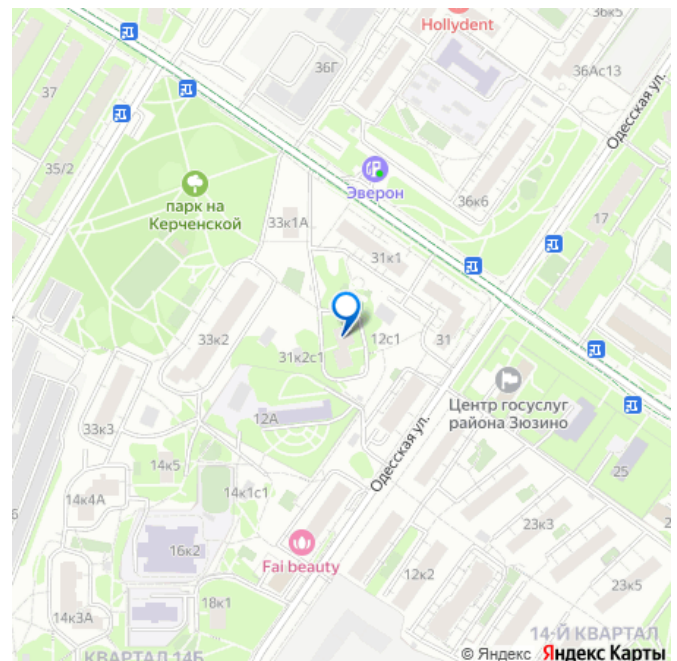 36к5
Hollydent
36Г
36Ас13
37
Одесская ул.
35/2
Эверон
парк на
Керченской
36к6
33к1А
17
31к1
33к2
12с1
31
31к2с1
Центр госуслуг
района Зюзино
12А
33к3
Одесская ул.
14к5
25
14к4А
14к1с1
23к3
16к2
Fai beauty
12к2
23к5
18к1
14к3А
14-Й КВАРТАЛ
КВАРТАЛ 14Б
© Яндекс Яндекс Карты